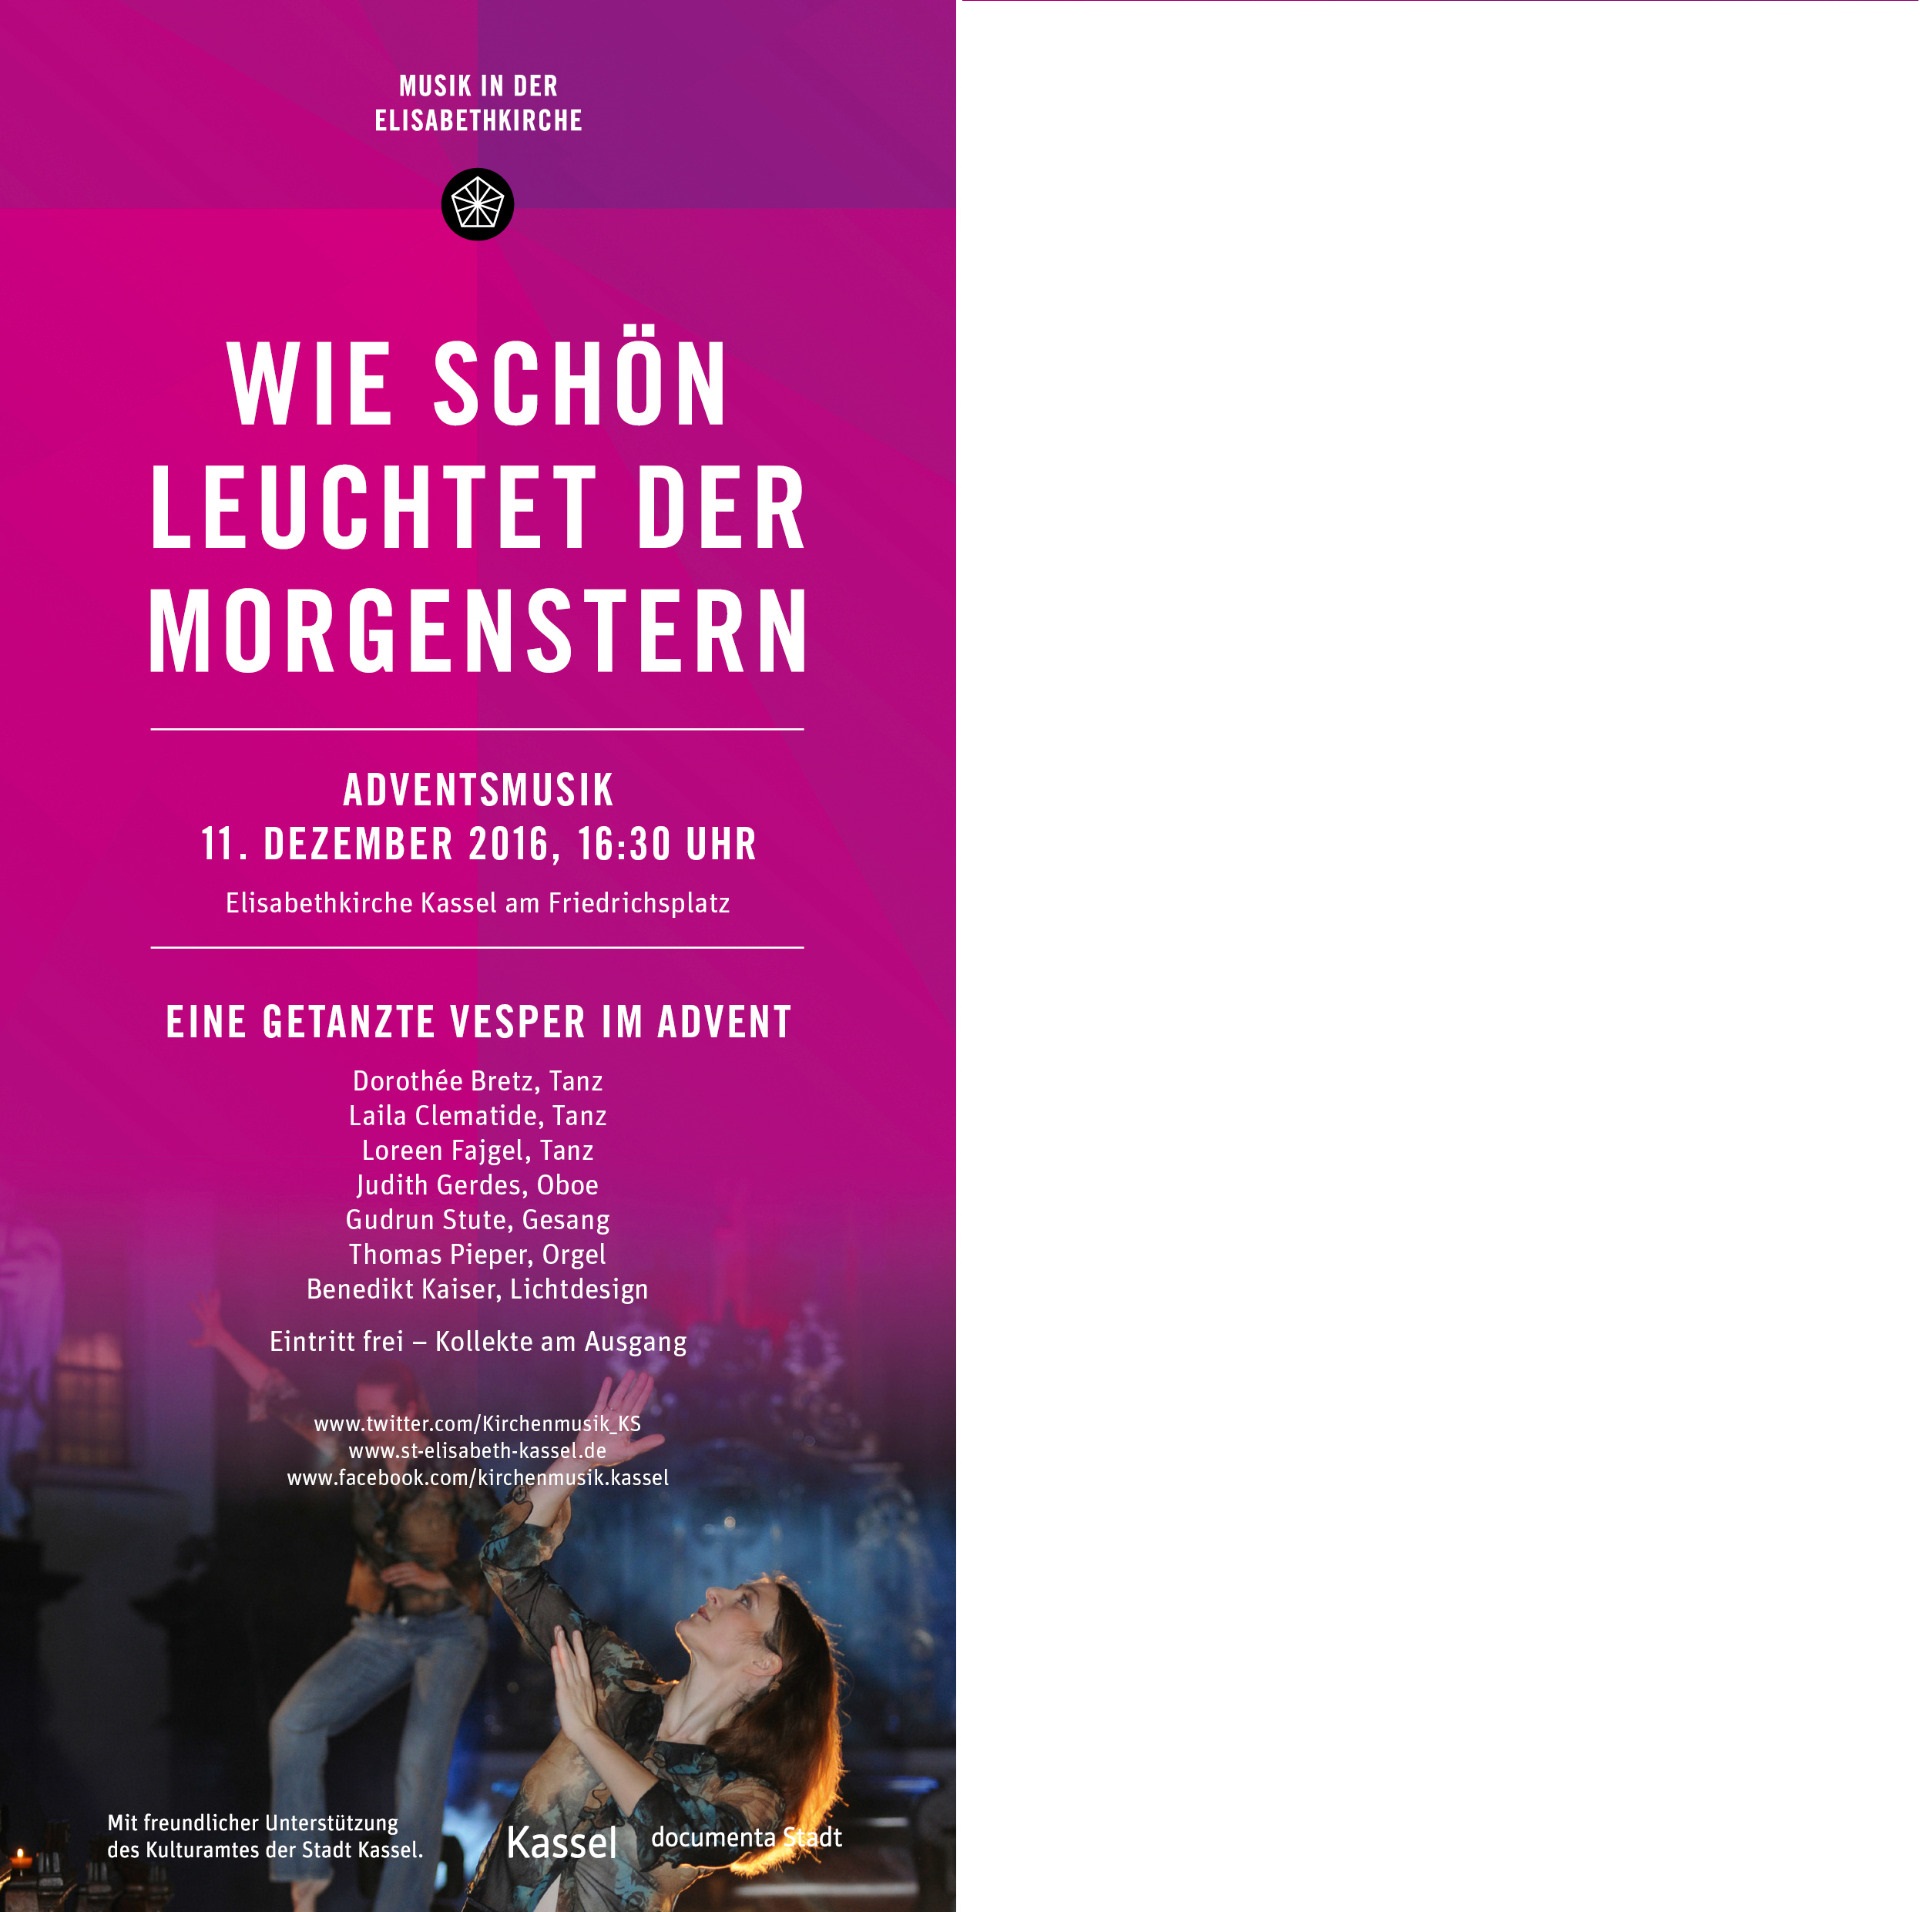 MUSIK IN DER
ELISABETHKIRCHE
WIE SCHÖN
LEUCHTET DER
MORGENSTERN
ADVENTSMUSIK
11. DEZEMBER 2016, 16:30 UHR
Elisabethkirche Kassel am Friedrichsplatz
EINE GETANZTE VESPER IM ADVENT
Dorothée Bretz, Tanz
Laila Clematide, Tanz
Loreen Fajgel, Tanz
Judith Gerdes, Oboe
Gudrun Stute, Gesang
Thomas Pieper, Orgel
Benedikt Kaiser, Lichtdesign
Eintritt frei – Kollekte am Ausgang
www.twitter.com/Kirchenmusik_KS
www.st-elisabeth-kassel.de
www.facebook.com/kirchenmusik.kassel
Mit freundlicher Unterstützung
des Kulturamtes der Stadt Kassel.
Kassel documenta Stadt